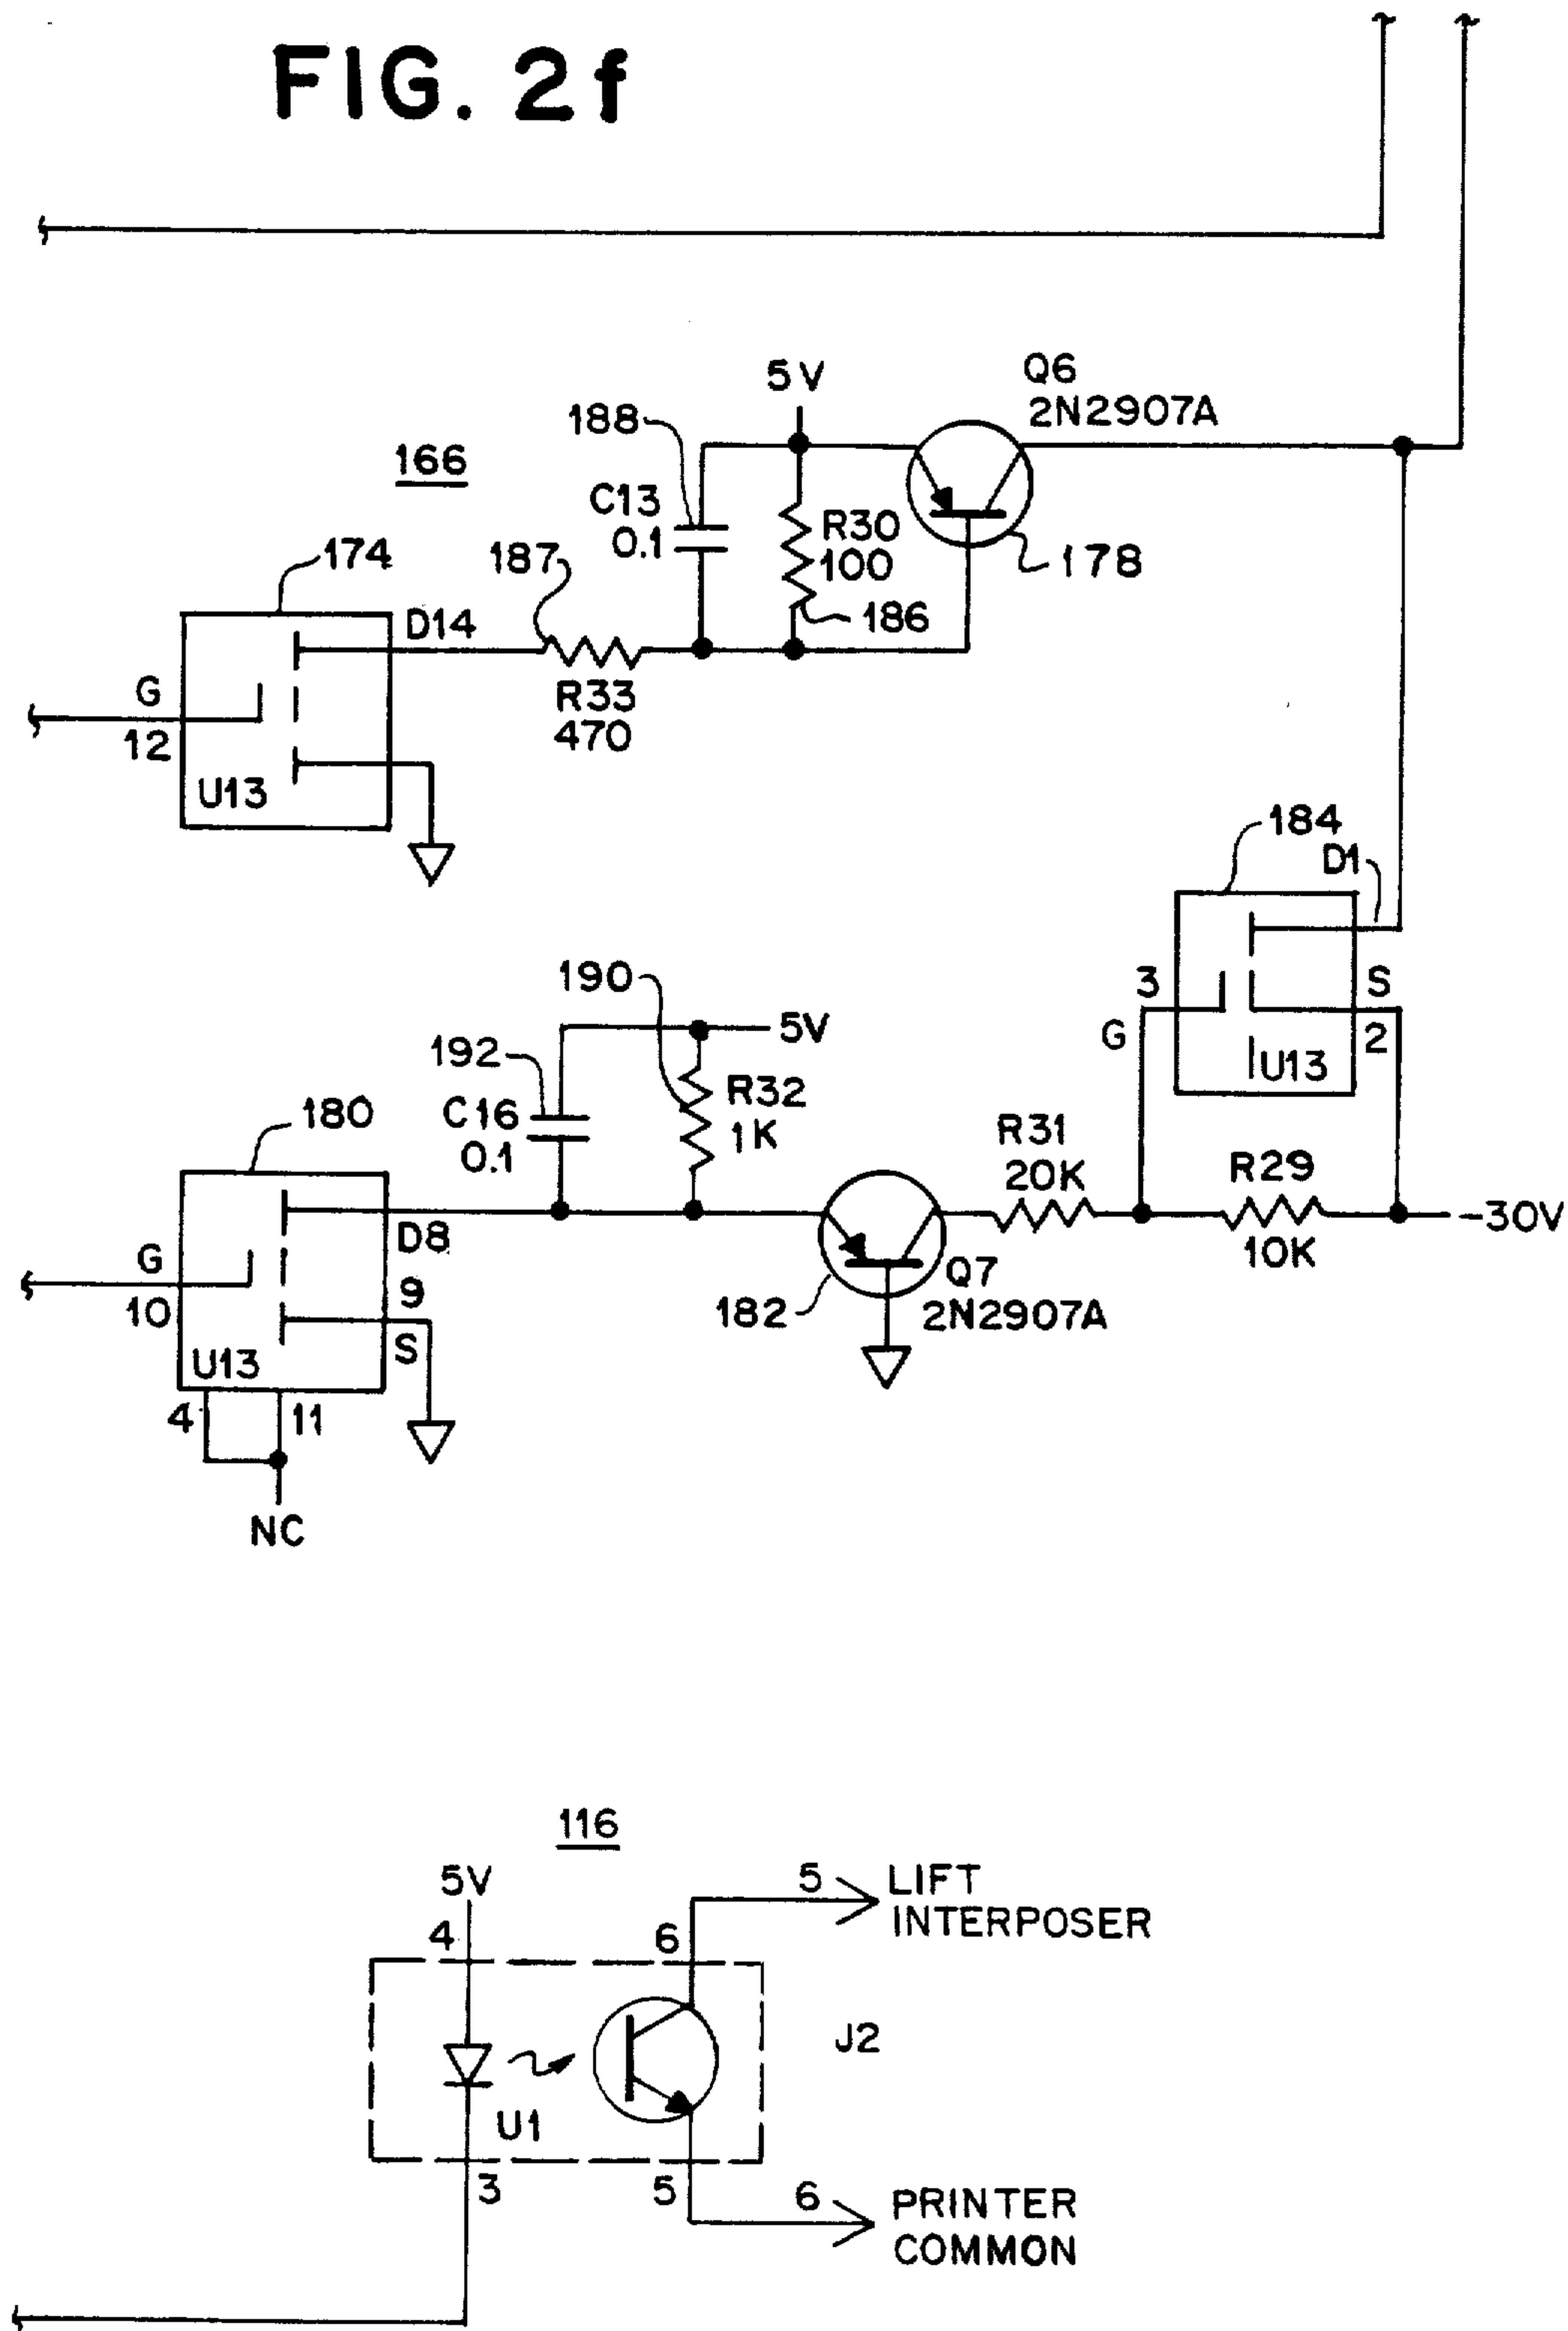 FIG. 2f
5V
Q6
2N2907A
188
166
C13
0.1
R30
100
186
178
174
187
D14
G
12
U13
R33
470
184
D1
3
G
S
2
U13
190
5V
192
C16
0.1
R32
1K
180
R31
20K
R29
10K
-30V
D8
G
10
9
S
U13
4
11
NC
182
Q7
2N2907A
116
5V
4
6
5
LIFT
INTERPOSER
J2
U1
3
5
6
PRINTER
COMMON